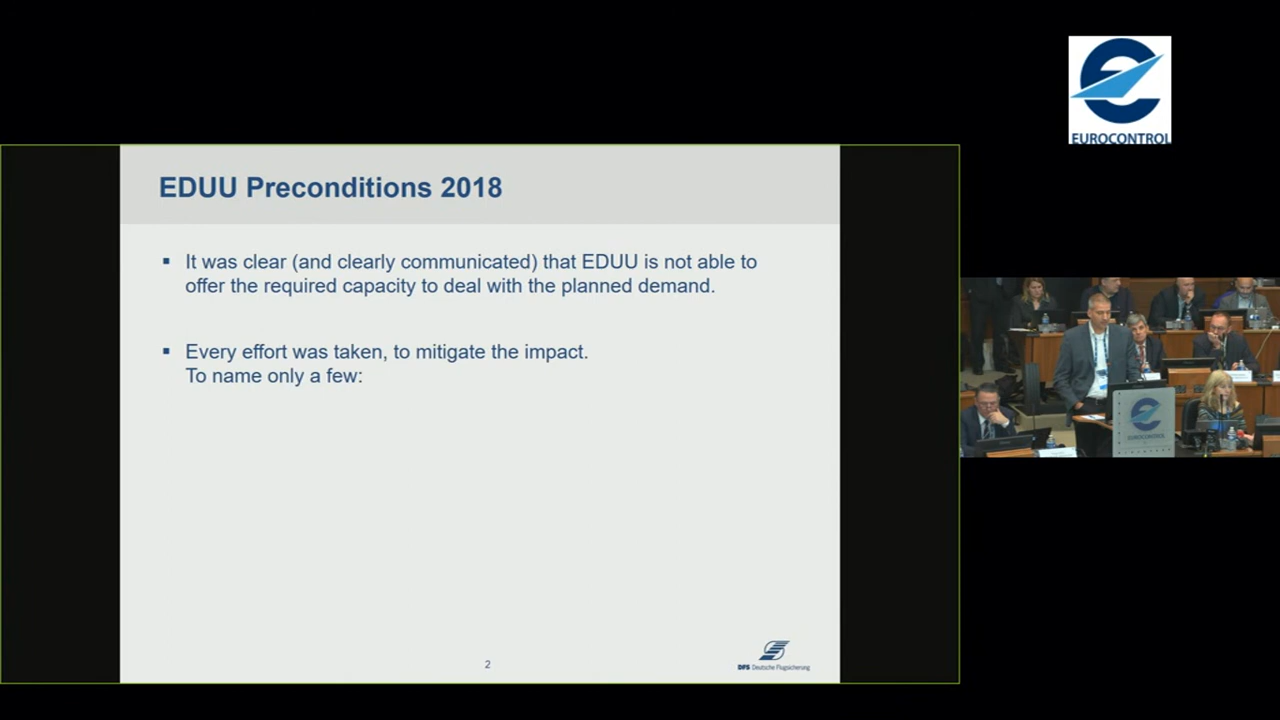 EUROCONTROL
EDUU Preconditions 2018
▪ It was clear (and clearly communicated) that EDUU is not able to
offer the required capacity to deal with the planned demand.
▪ Every effort was taken, to mitigate the impact.
To name only a few:
EUROCONTROL
2
DFS Deutsche Flugsicherung